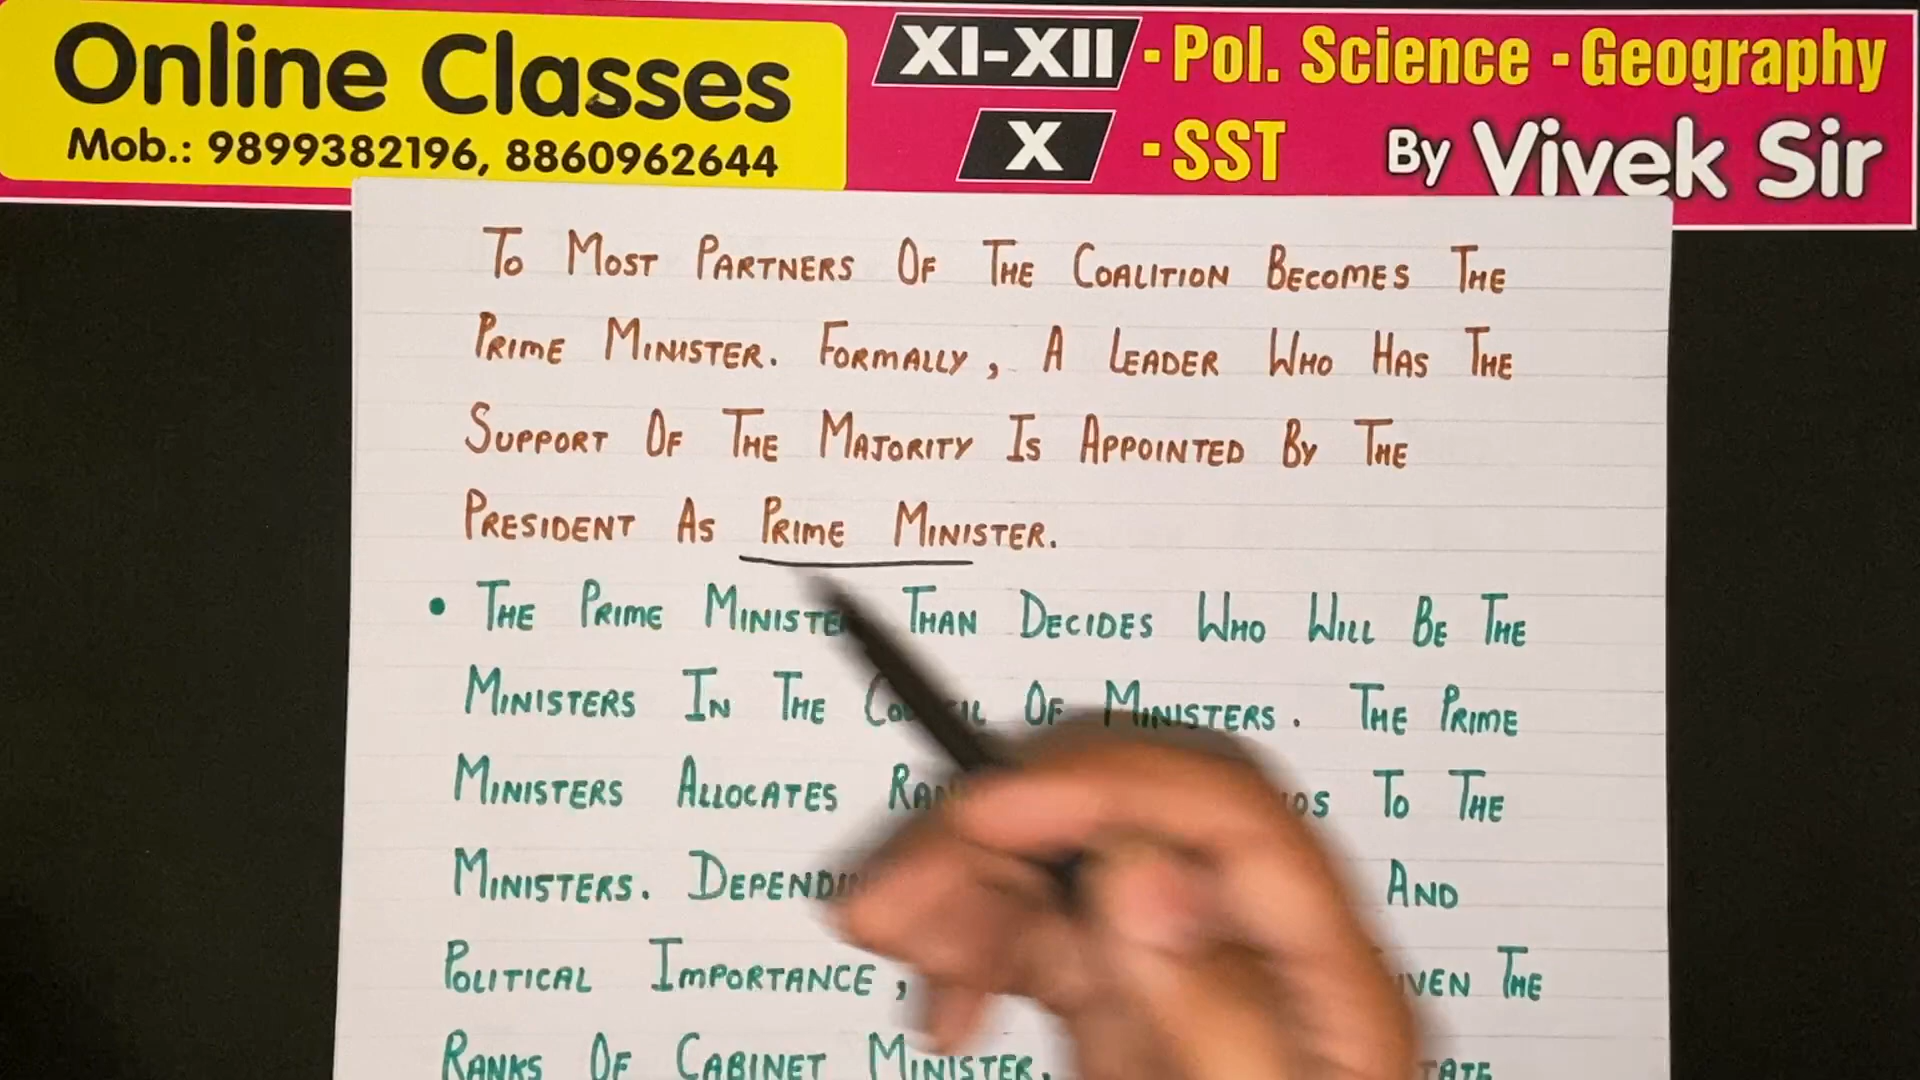 Online Classes
Mob.: 9899382196, 8860962644
XI-XII - Pol. Science - Geography
X - SST By Vivek Sir
TO MOST PARTNERS OF THE COALITION BECOMES THE
PRIME MINISTER. FORMALLY, A LEADER WHO HAS THE
SUPPORT OF THE MAJORITY IS APPOINTED BY THE
PRESIDENT AS PRIME MINISTER.
• THE PRIME THAN DECIDES WHO WILL BE THE
MINISTERS IN THE OF MINISTERS. THE PRIME
MINISTERS ALLOCATES TO THE
MINISTERS. AND
POLITICAL IMPORTANCE, THE
RANKS OF CABINET MINISTER.